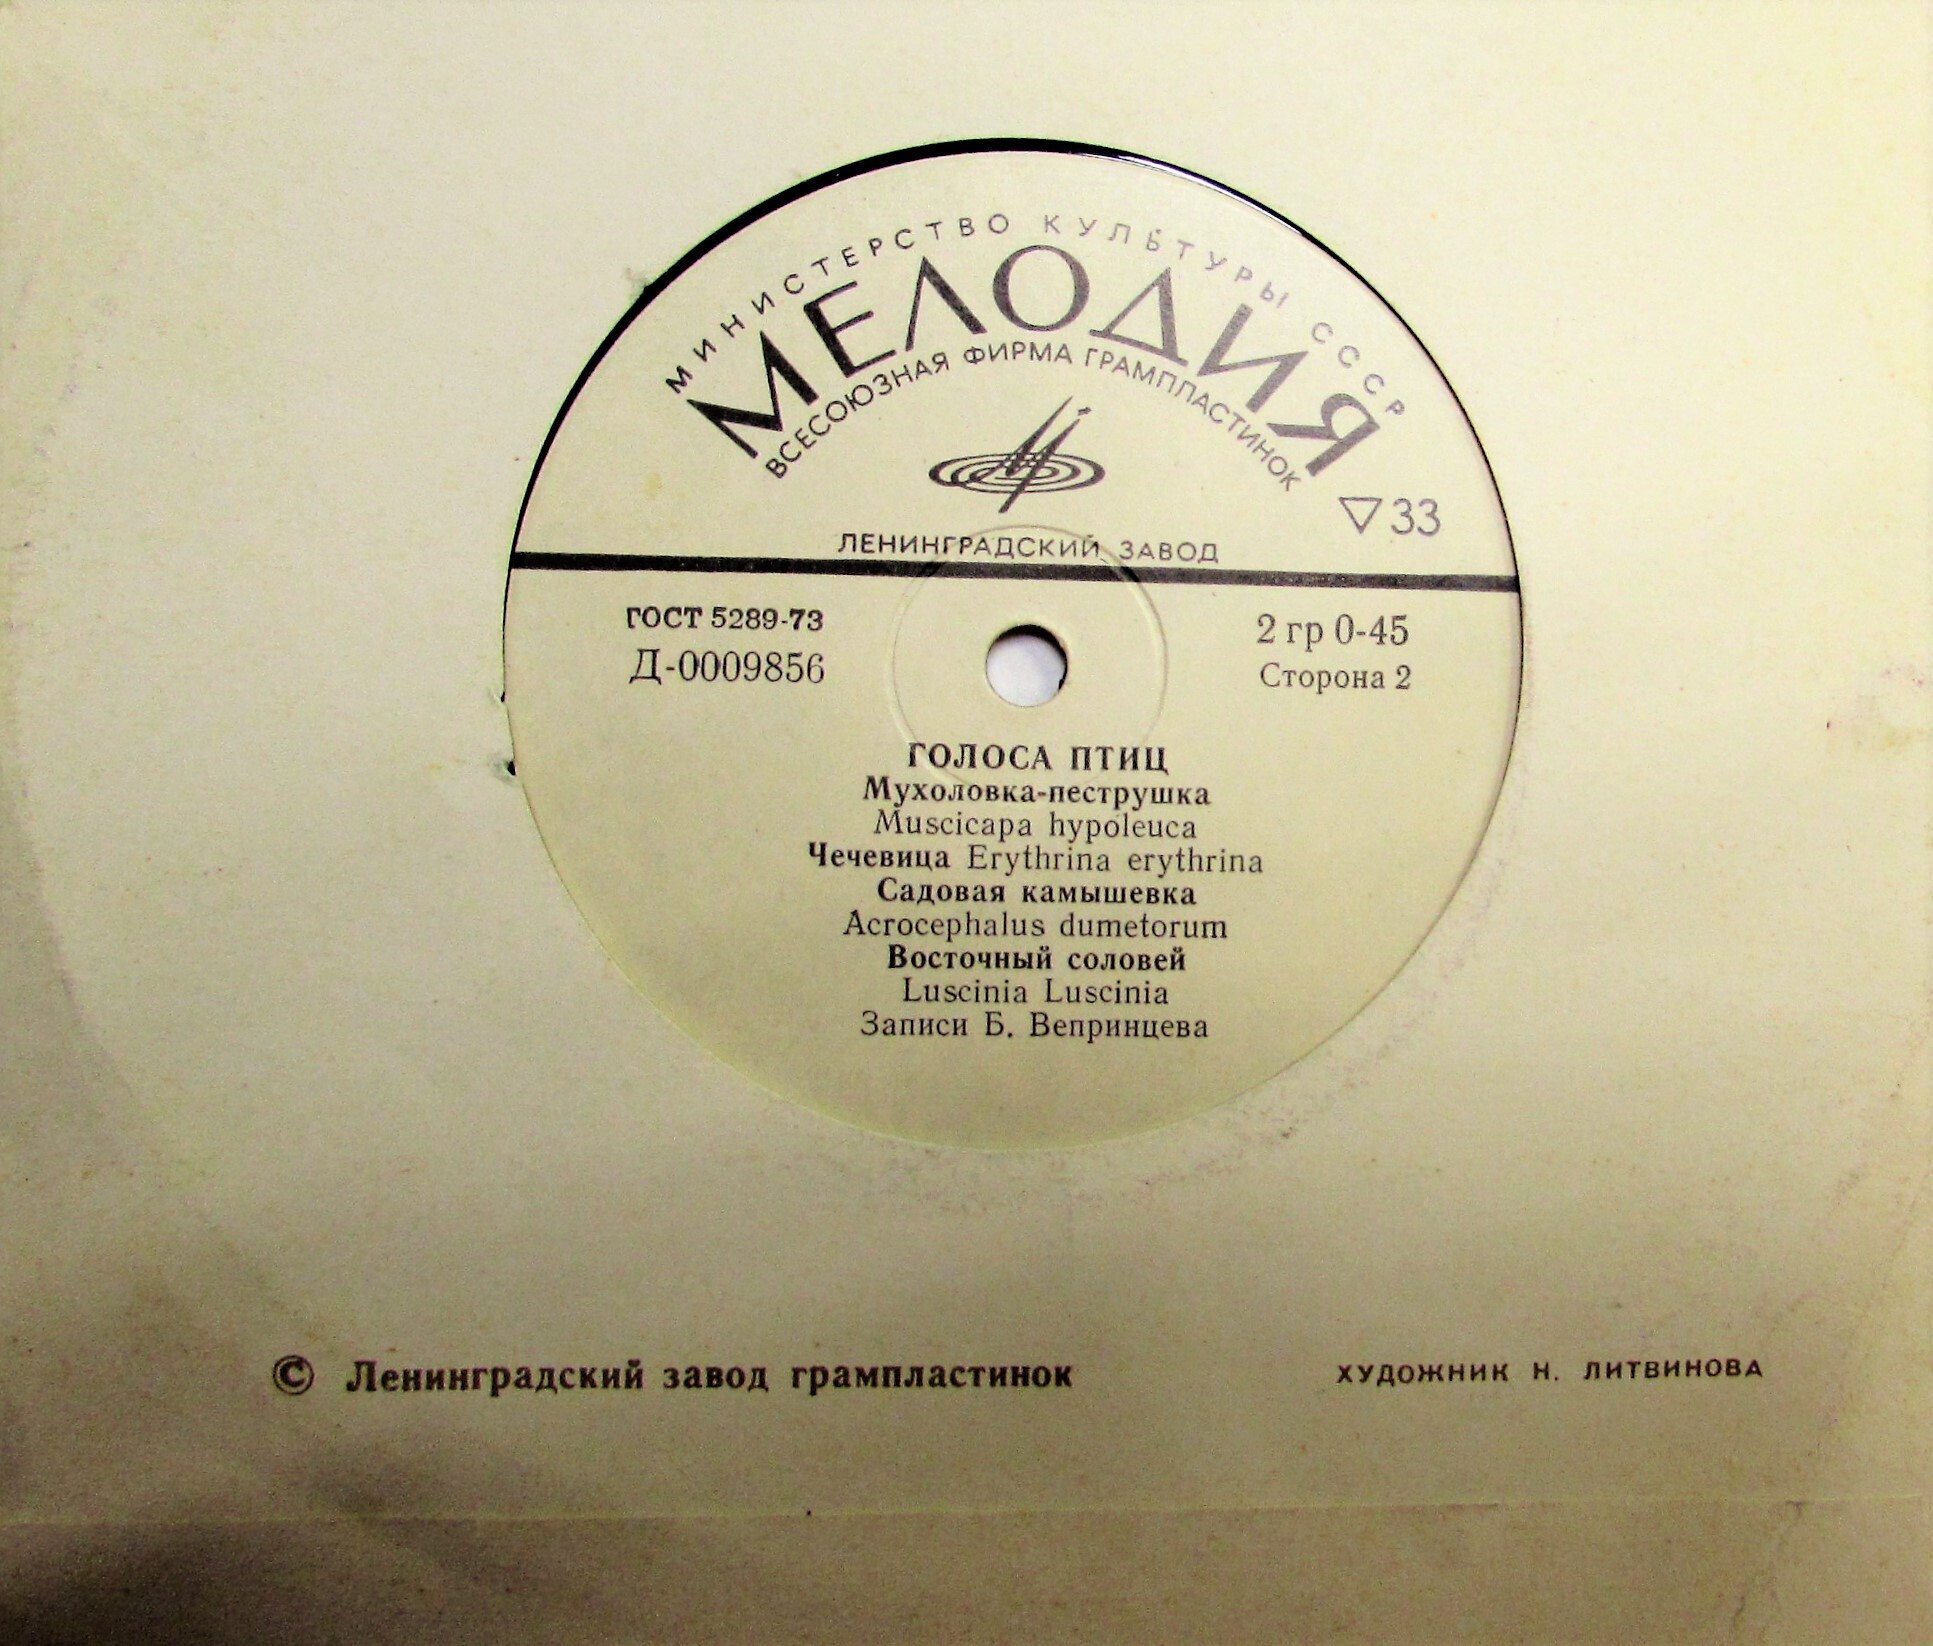 МИНИСТЕРСТВО КУЛЬТУРЫ СССР
МЕЛОДИЯ
ВСЕСОЮЗНАЯ ФИРМА ГРАМПЛАСТИНОК
▽33
ЛЕНИНГРАДСКИЙ ЗАВОД
ГОСТ 5289-73
Д-0009856
2 гр 0-45
Сторона 2
ГОЛОСА ПТИЦ
Мухоловка-пеструшка
Muscicapa hypoleuca
Чечевица Erythrina erythrina
Садовая камышевка
Acrocephalus dumetorum
Восточный соловей
Luscinia Luscinia
Записи Б. Вепринцева
© Ленинградский завод грампластинок
ХУДОЖНИК Н. ЛИТВИНОВА